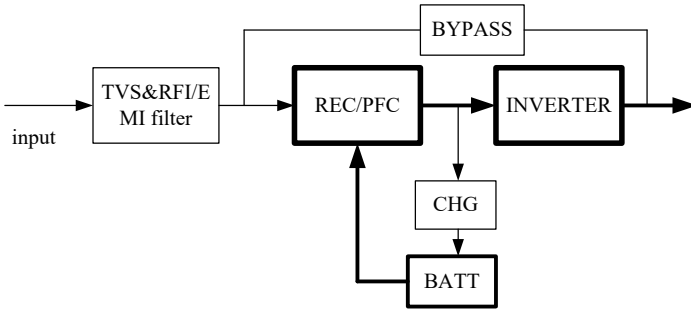 BYPASS
TVS&RFI/E
MI filter
REC/PFC
INVERTER
input
CHG
BATT